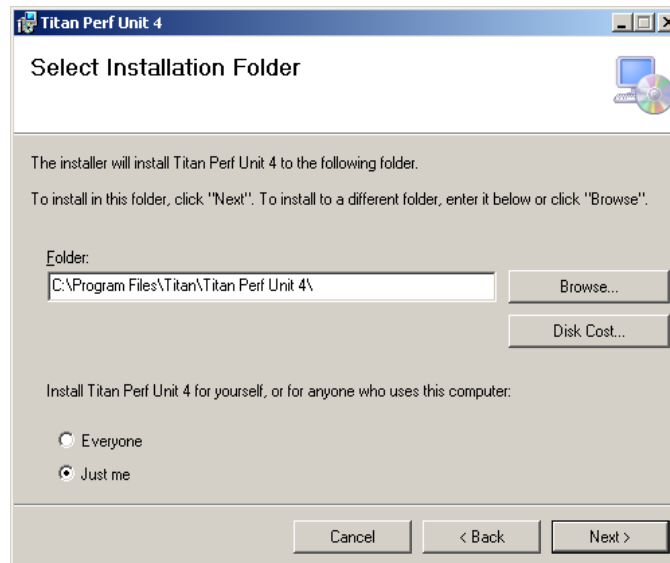 Titan Perf Unit 4
Select Installation Folder
The installer will install Titan Perf Unit 4 to the following folder.
To install in this folder, click "Next". To install to a different folder, enter it below or click "Browse".
Folder:
C:\Program Files\Titan\Titan Perf Unit 4\
Browse...
Disk Cost...
Install Titan Perf Unit 4 for yourself, or for anyone who uses this computer:
Everyone
Just me
Cancel
< Back
Next >